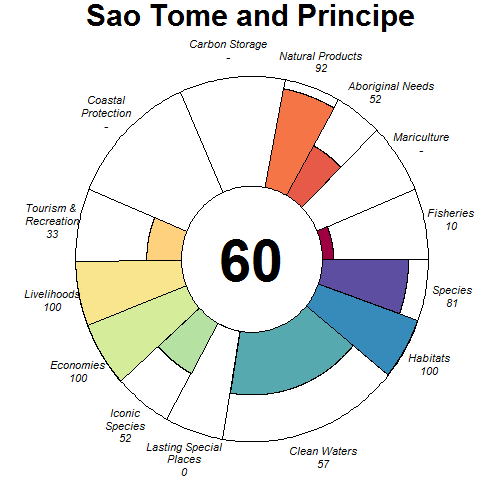 Sao Tome and Principe
Carbon Storage
-
Natural Products
92
Aboriginal Needs
52
Mariculture
-
Fisheries
10
Species
81
Habitats
100
Clean Waters
57
Lasting Special
Places
0
Iconic
Species
52
Economies
100
Livelihoods
100
Tourism &
Recreation
33
Coastal
Protection
-
60